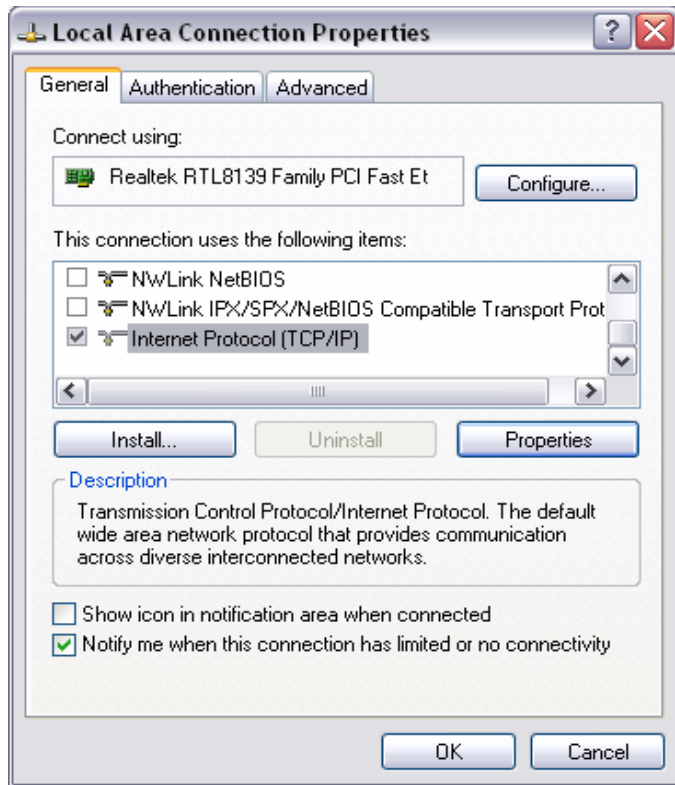 Local Area Connection Properties
General Authentication Advanced
Connect using:
Realtek RTL8139 Family PCI Fast Et
Configure...
This connection uses the following items:
NWLink NetBIOS
NWLink IPX/SPX/NetBIOS Compatible Transport Prot
Internet Protocol (TCP/IP)
Install... Uninstall Properties
Description
Transmission Control Protocol/Internet Protocol. The default
wide area network protocol that provides communication
across diverse interconnected networks.
Show icon in notification area when connected
Notify me when this connection has limited or no connectivity
OK Cancel